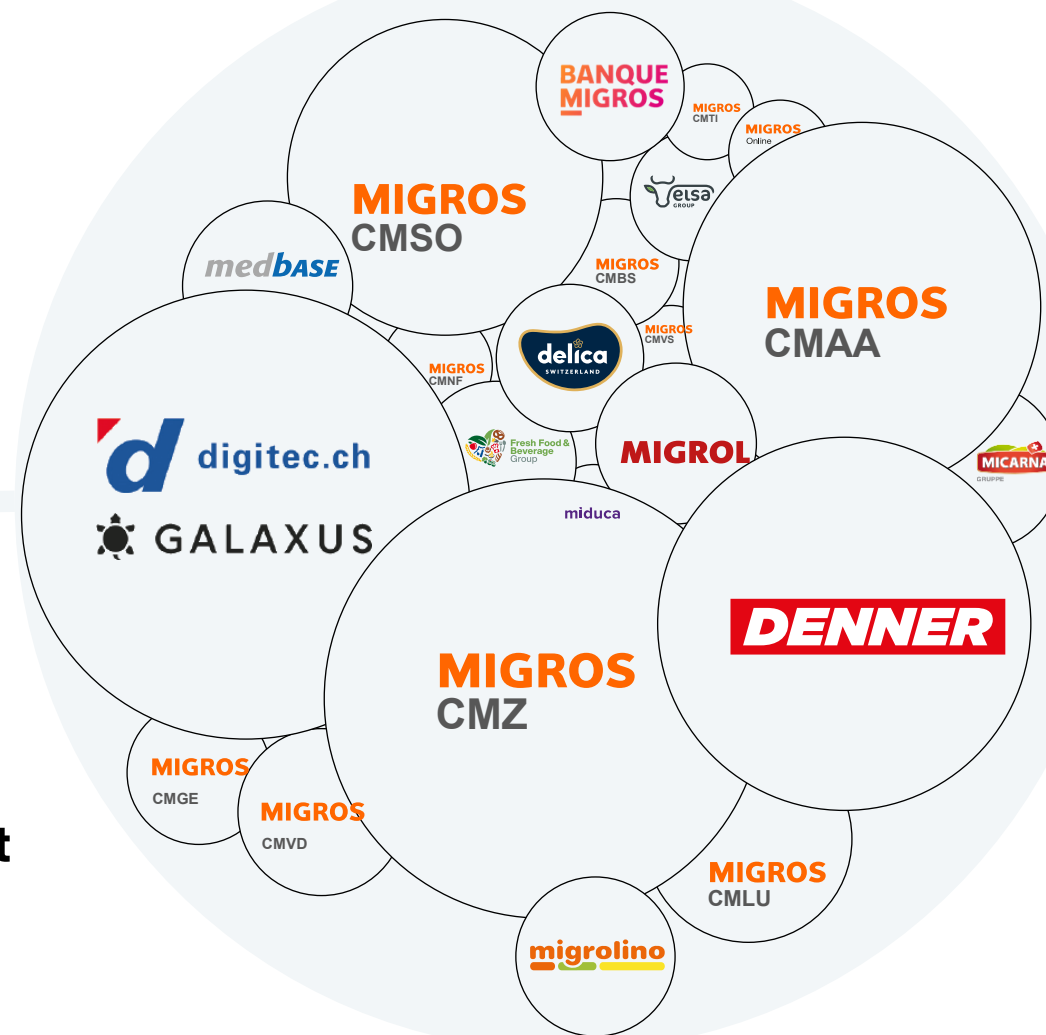 BANQUE
MIGROS
MIGROS
CMTI
MIGROS
Online
elsa
GROUP
MIGROS
CMSO
medbase
MIGROS
CMBS
MIGROS
CMAA
MIGROS
CMVS
delica
SWITZERLAND
MIGROS
CMNF
digitec.ch
GALAXUS
Fresh Food &
Beverage
Group
MIGROL
MICARNA
GRUPPE
miduca
DENNER
MIGROS
CMZ
MIGROS
CMGE
MIGROS
CMVD
t
MIGROS
CMLU
migrolino